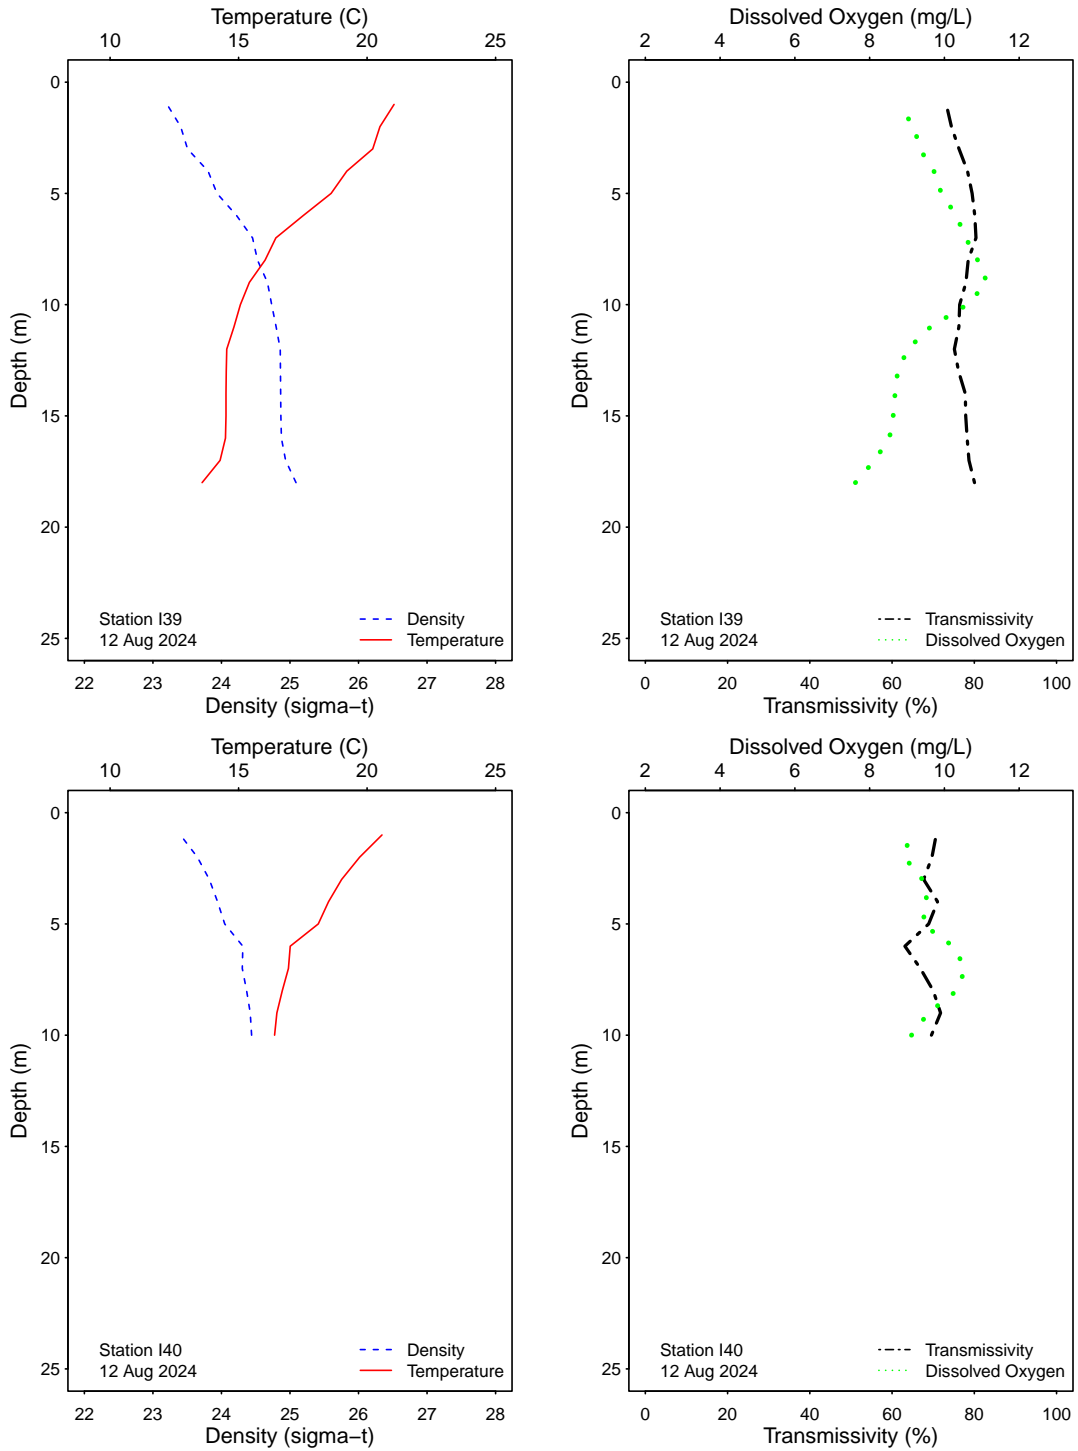 Temperature (C)
10 15 20 25
0
5
10
15
20
25
Depth (m)
Station I39
12 Aug 2024
Density
Temperature
22 23 24 25 26 27 28
Density (sigma−t)
Dissolved Oxygen (mg/L)
2 4 6 8 10 12
0
5
10
15
20
25
Depth (m)
Station I39
12 Aug 2024
Transmissivity
Dissolved Oxygen
0 20 40 60 80 100
Transmissivity (%)
Temperature (C)
10 15 20 25
0
5
10
15
20
25
Depth (m)
Station I40
12 Aug 2024
Density
Temperature
22 23 24 25 26 27 28
Density (sigma−t)
Dissolved Oxygen (mg/L)
2 4 6 8 10 12
0
5
10
15
20
25
Depth (m)
Station I40
12 Aug 2024
Transmissivity
Dissolved Oxygen
0 20 40 60 80 100
Transmissivity (%)